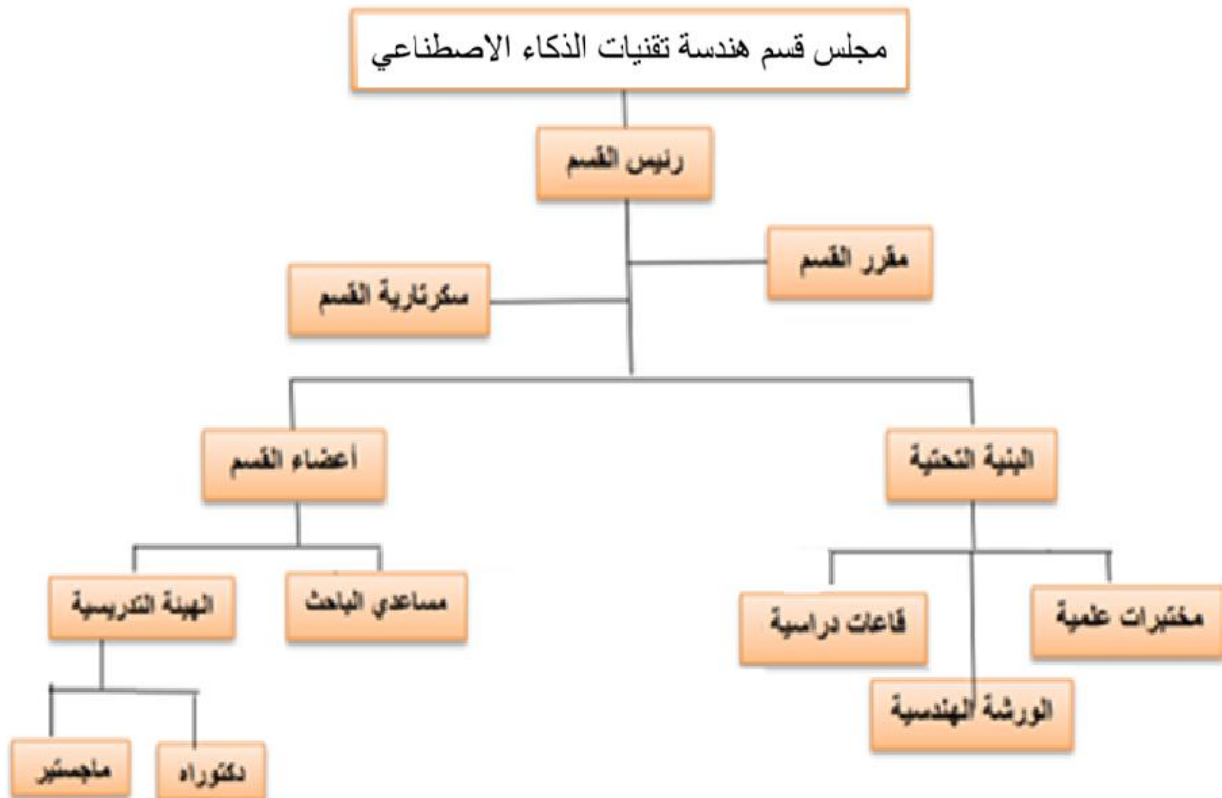 مجلس قسم هندسة تقنيات الذكاء الاصطناعي
رئيس القسم
مقرر القسم
سكرتارية القسم
البنية التحتية
أعضاء القسم
مختبرات علمية
قاعات دراسية
الورشة الهندسية
مساعدي الباحث
الهيئة التدريسية
دكتوراه
ماجستير